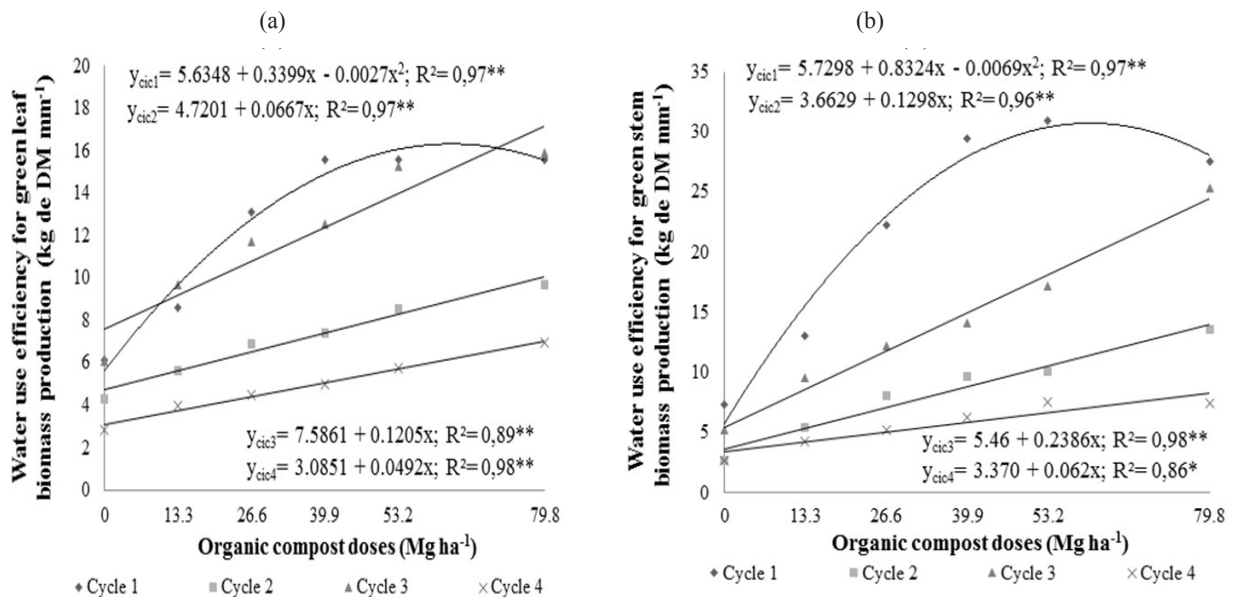 (a)
y_cic1 = 5.6348 + 0.3399x - 0.0027x²; R²= 0,97**
y_cic2 = 4.7201 + 0.0667x; R²= 0,97**
Water use efficiency for green leaf
biomass production (kg de DM mm⁻¹)
20
18
16
14
12
10
8
6
4
2
0
y_cic3 = 7.5861 + 0.1205x; R²= 0,89**
y_cic4 = 3.0851 + 0.0492x; R²= 0,98**
0 13.3 26.6 39.9 53.2 79.8
Organic compost doses (Mg ha⁻¹)
Cycle 1 Cycle 2 Cycle 3 Cycle 4
(b)
y_cic1 = 5.7298 + 0.8324x - 0.0069x²; R²= 0,97**
y_cic2 = 3.6629 + 0.1298x; R²= 0,96**
Water use efficiency for green stem
biomass production (kg de DM mm⁻¹)
35
30
25
20
15
10
5
0
y_cic3 = 5.46 + 0.2386x; R²= 0,98**
y_cic4 = 3.370 + 0.062x; R²= 0,86*
0 13.3 26.6 39.9 53.2 79.8
Organic compost doses (Mg ha⁻¹)
Cycle 1 Cycle 2 Cycle 3 Cycle 4